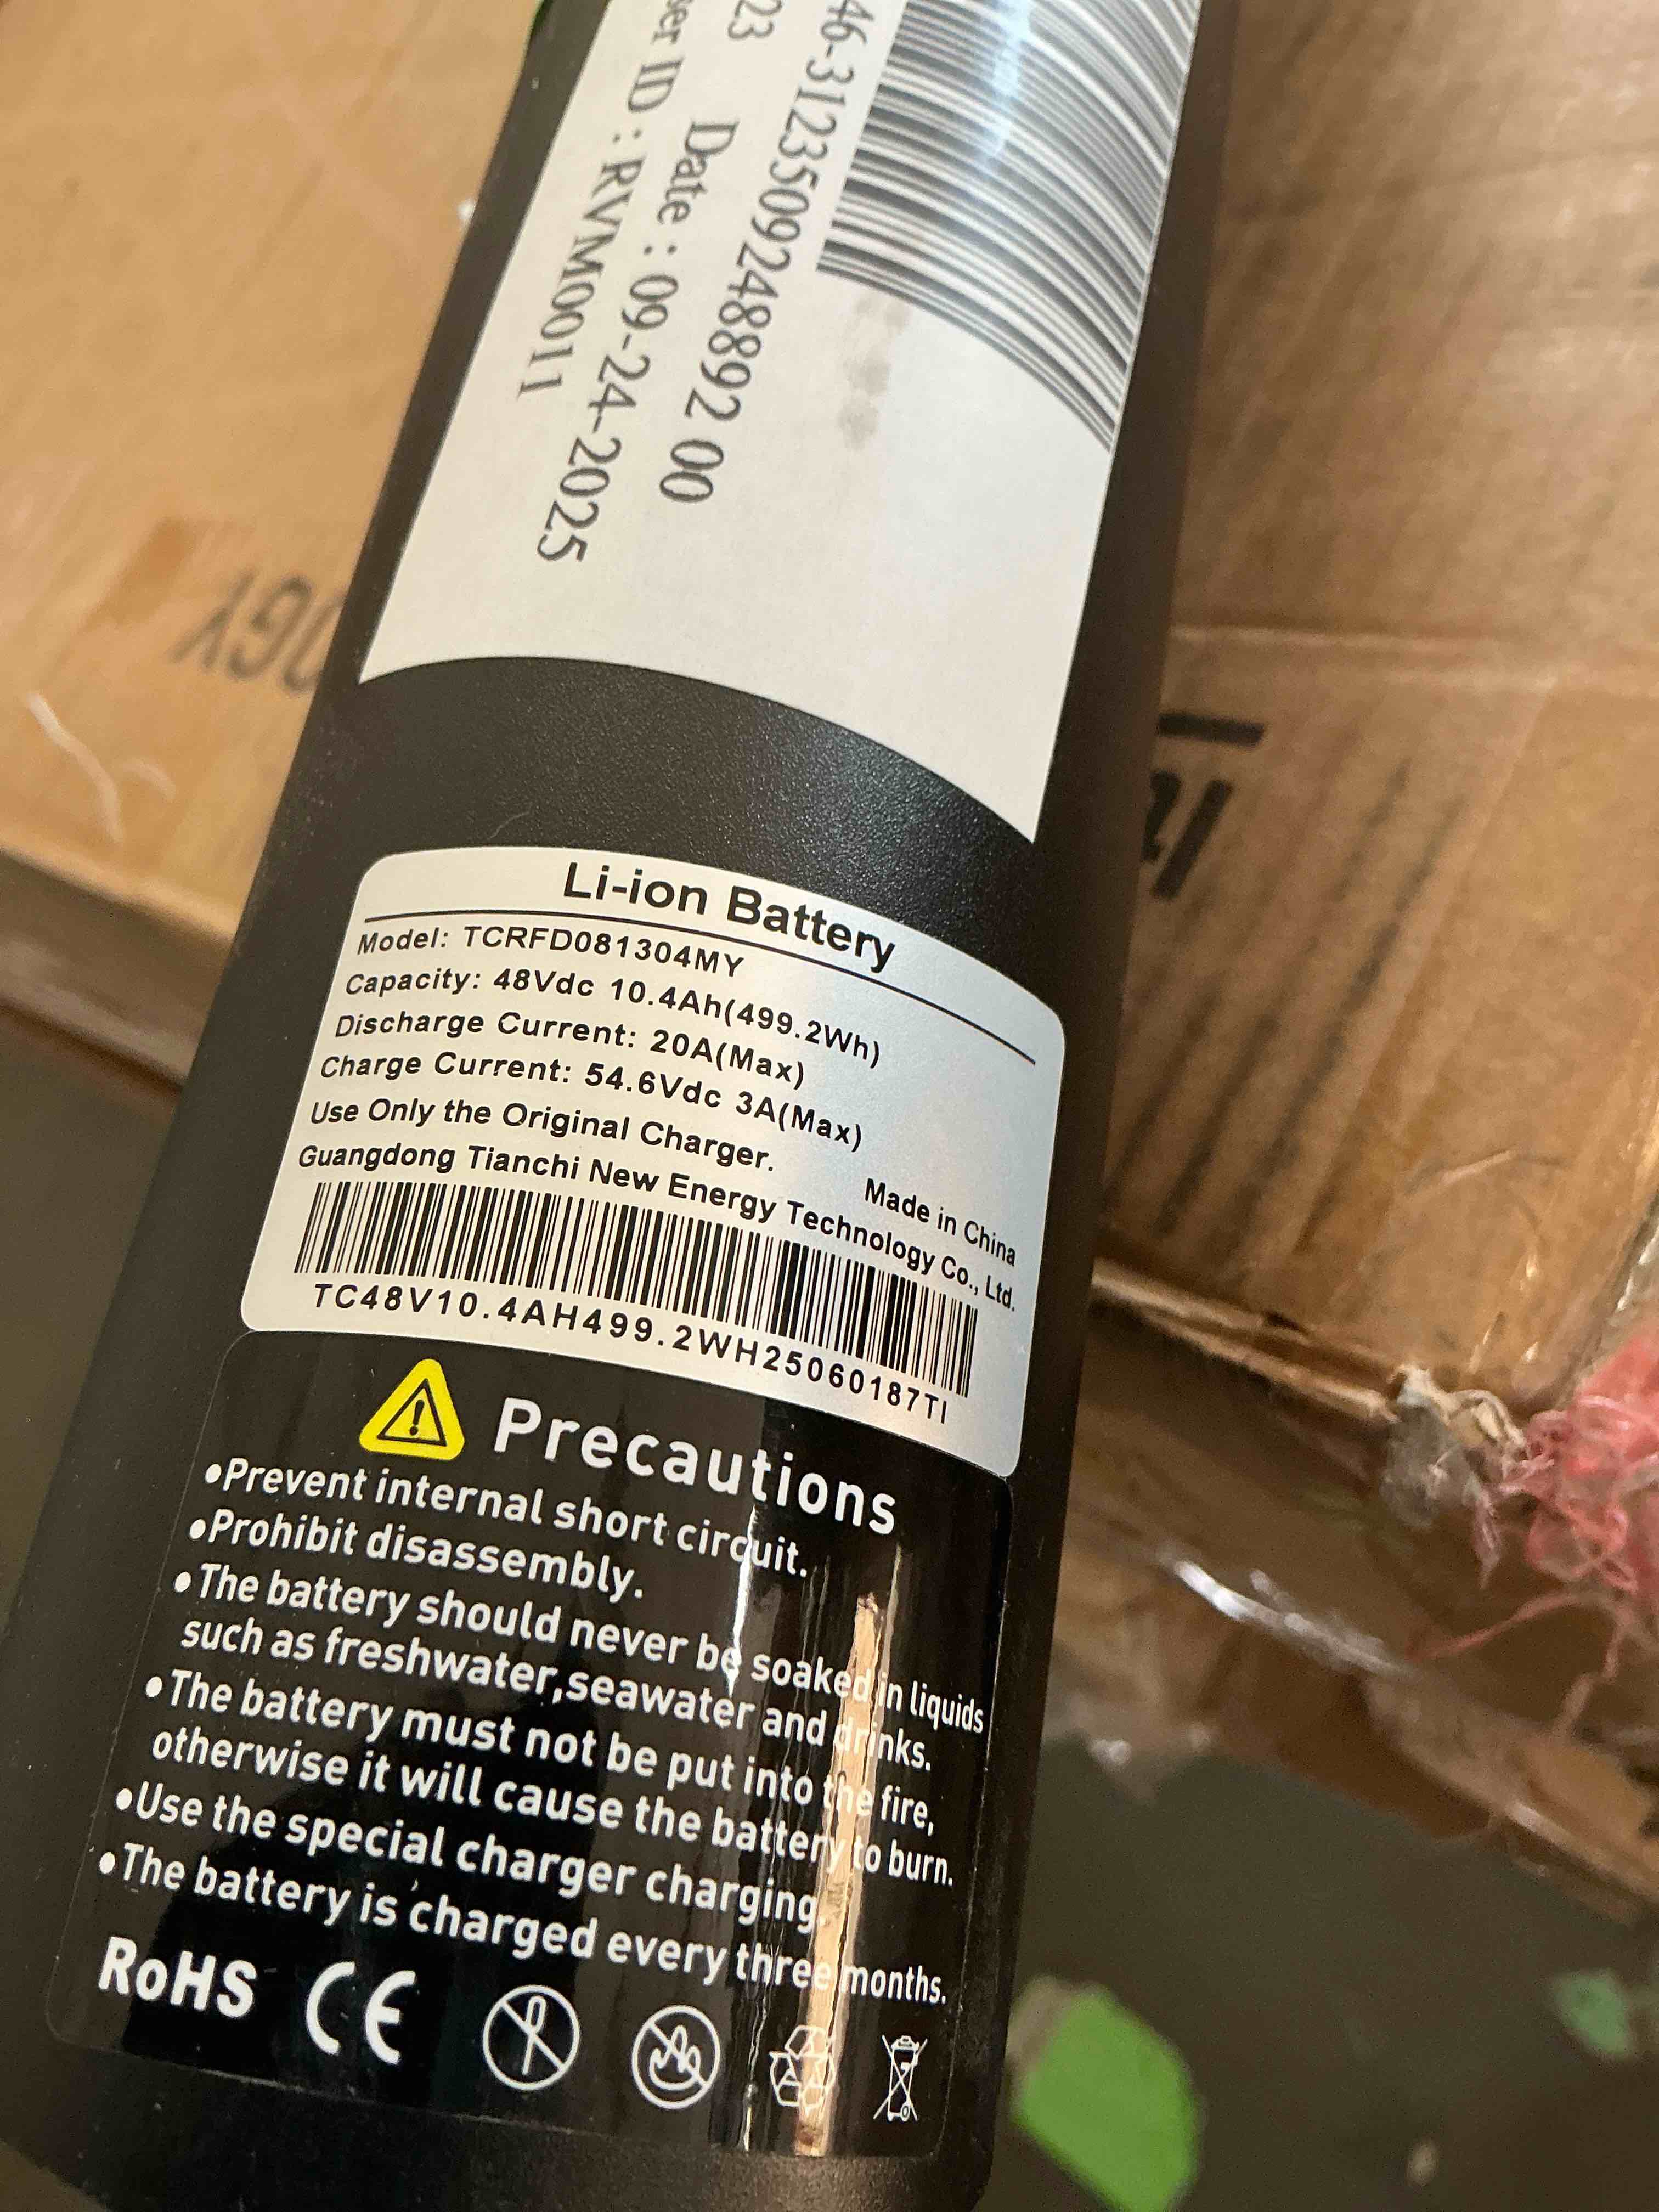 46-31235092488920 0
23 Date : 09-24-2025
er ID : RVM0011
OGY
Li-ion Battery
Model: TCRFD081304MY
Capacity: 48Vdc 10.4Ah(499.2Wh)
Discharge Current: 20A(Max)
Charge Current: 54.6Vdc 3A(Max)
Use Only the Original Charger.
Made in China
Guangdong Tianchi New Energy Technology Co., Ltd.
TC48V10.4AH499.2WH25060187TI
Precautions
•Prevent internal short circuit.
•Prohibit disassembly.
•The battery should never be soaked in liquids
such as freshwater,seawater and drinks.
•The battery must not be put into the fire,
otherwise it will cause the battery to burn.
•Use the special charger charging.
•The battery is charged every three months.
RoHS CE